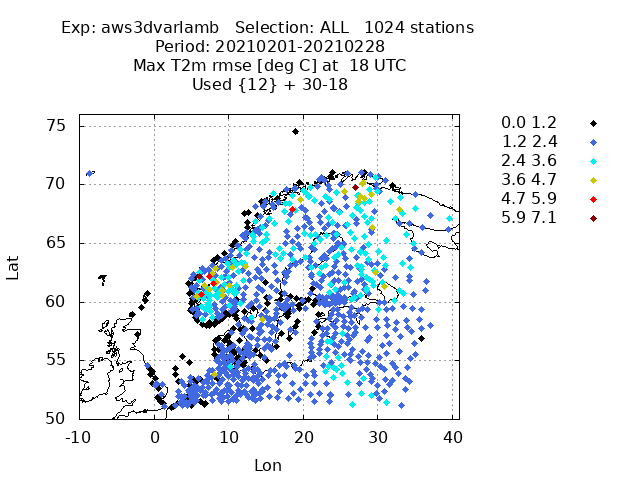 Exp: aws3dvarlamb   Selection: ALL   1024 stations
Period: 20210201-20210228
Max T2m rmse [deg C] at  18 UTC
Used {12} + 30-18
0.0 1.2
1.2 2.4
2.4 3.6
3.6 4.7
4.7 5.9
5.9 7.1
75
70
65
60
55
50
Lat
-10 0 10 20 30 40
Lon